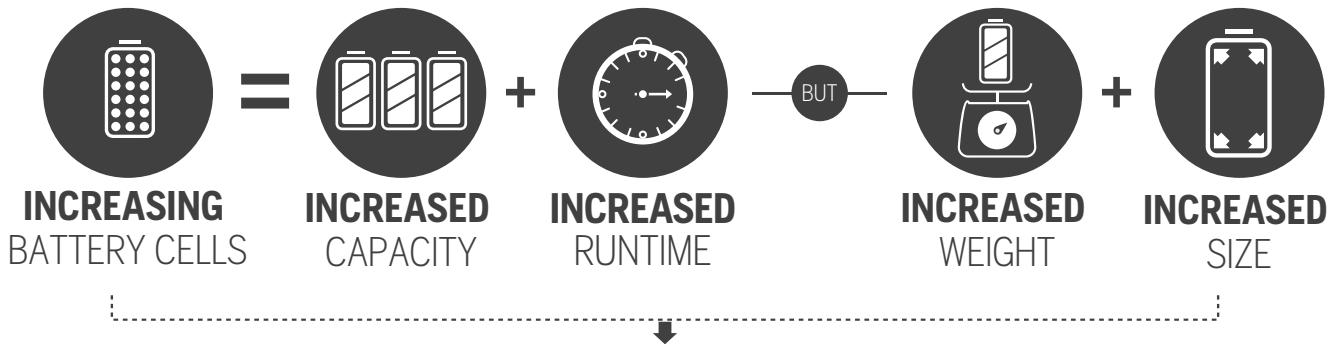 BUT
INCREASING
BATTERY CELLS
INCREASED
CAPACITY
INCREASED
RUNTIME
INCREASED
WEIGHT
INCREASED
SIZE